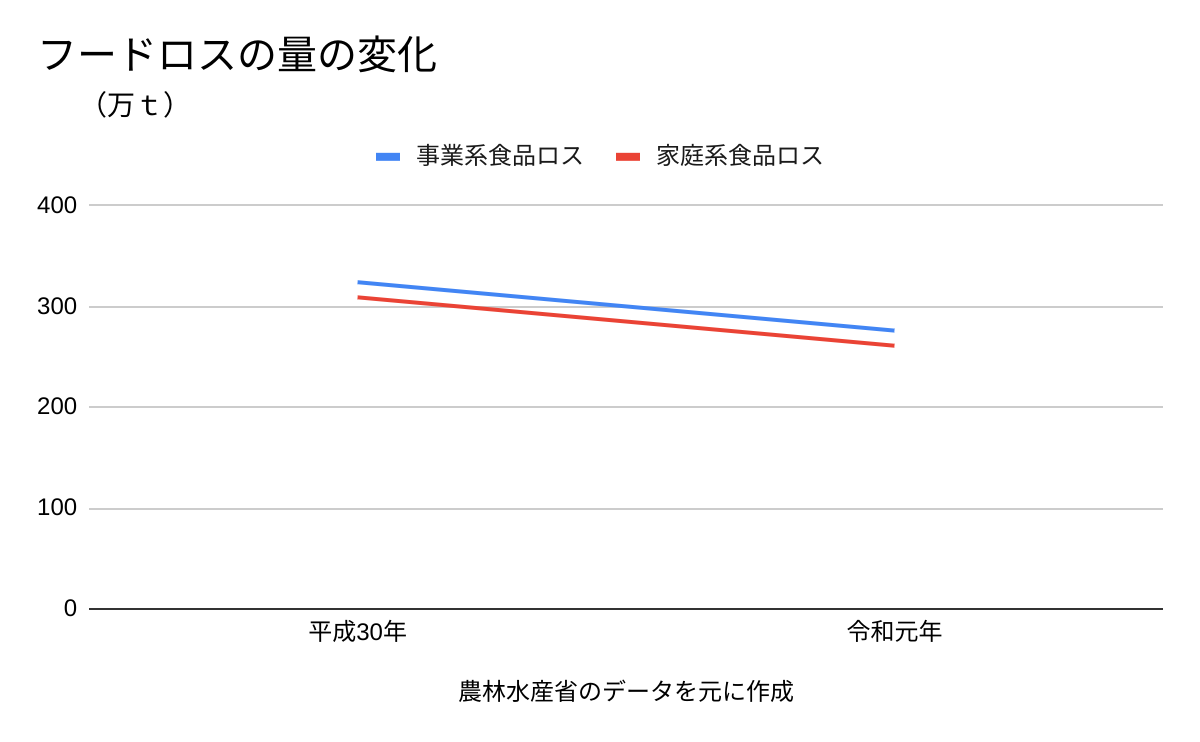 フードロスの量の変化
（万ｔ）
事業系食品ロス 家庭系食品ロス
400
300
200
100
0
平成30年 令和元年
農林水産省のデータを元に作成